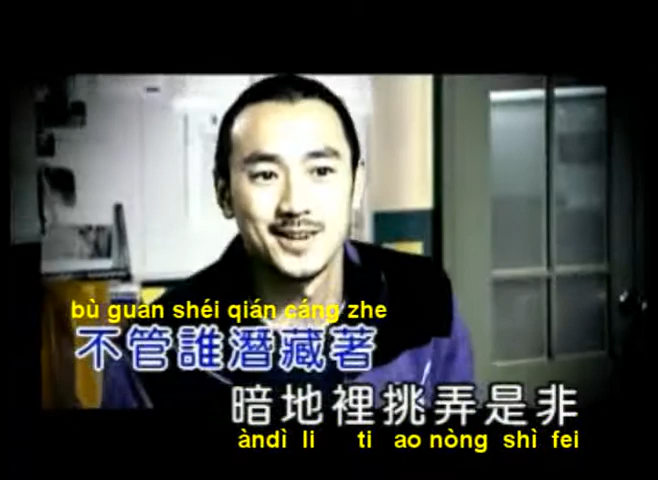 bù guan shéi qián cáng zhe
不管誰潛藏著
暗地裡挑弄是非
àndì li ti ao nòng shì fei